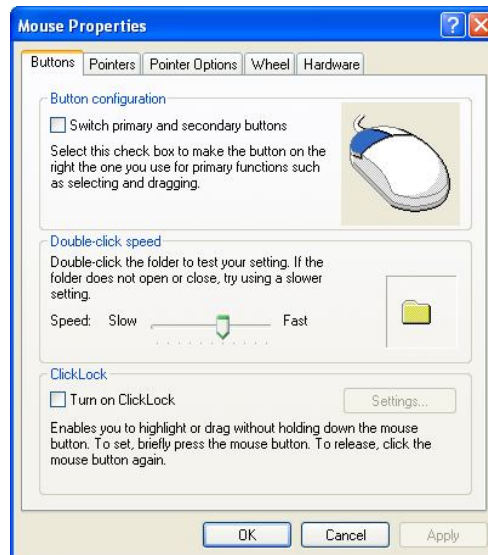 Mouse Properties
Buttons Pointers Pointer Options Wheel Hardware
Button configuration
Switch primary and secondary buttons
Select this check box to make the button on the
right the one you use for primary functions such
as selecting and dragging.
Double-click speed
Double-click the folder to test your setting. If the
folder does not open or close, try using a slower
setting.
Speed: Slow Fast
ClickLock
Turn on ClickLock Settings...
Enables you to highlight or drag without holding down the mouse
button. To set, briefly press the mouse button. To release, click the
mouse button again.
OK Cancel Apply